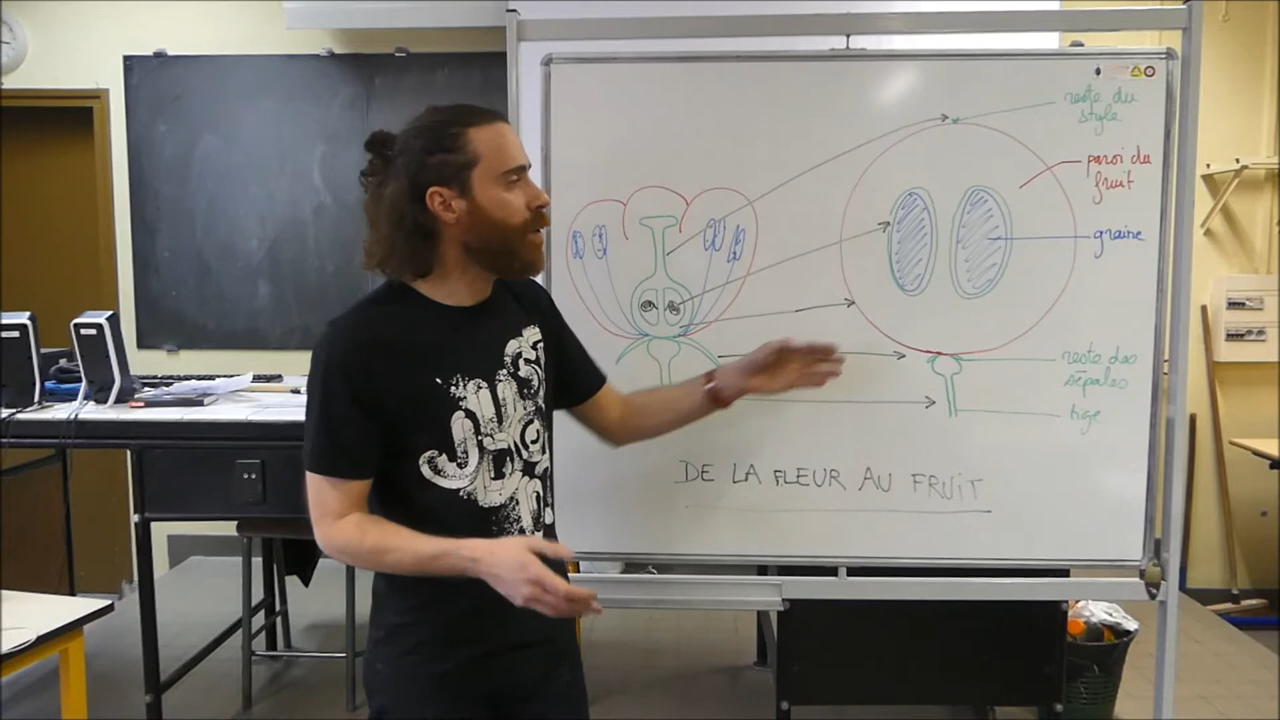 reste du
style
paroi du
fruit
graine
reste des
sépales
tige
DE LA FLEUR AU FRUIT